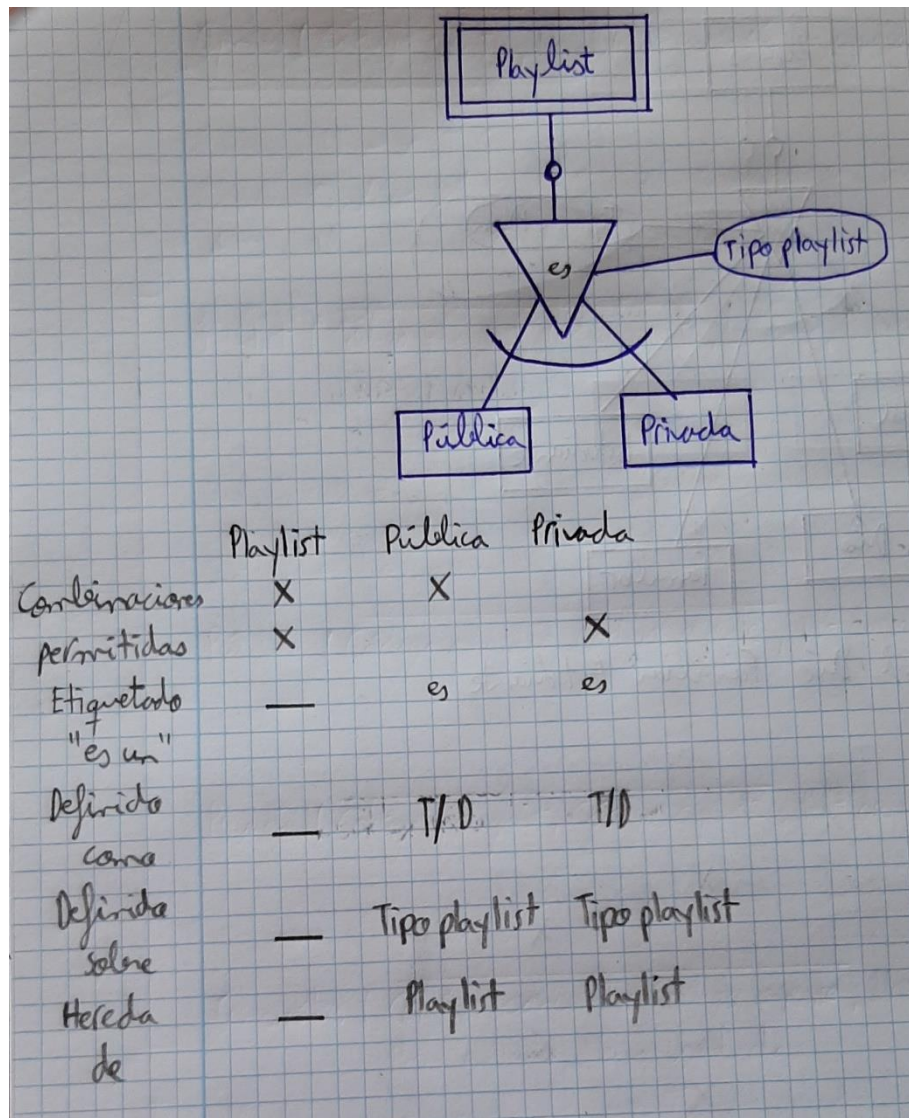 Playlist
es
Tipo playlist
Pública
Privada
Playlist Pública Privada
Combinaciones X X
permitidas X X
Etiquetado — es es
"es un"
Definido — T/D T/D
como
Definido — Tipo playlist Tipo playlist
sobre
Hereda — Playlist Playlist
de